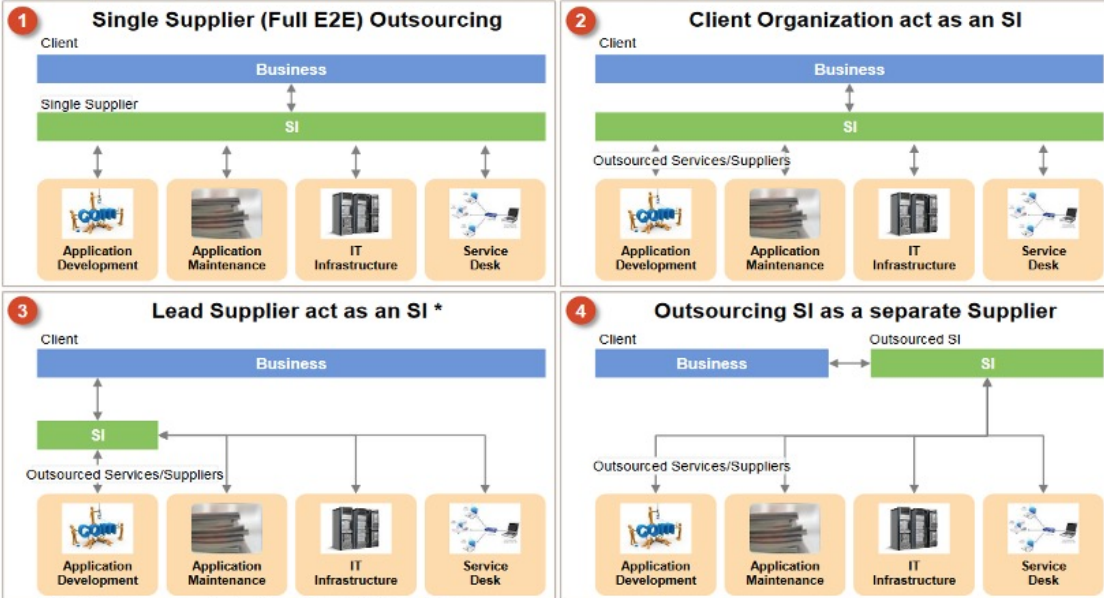 1
Single Supplier (Full E2E) Outsourcing
Client
Business
Single Supplier
SI
Application
Development
Application
Maintenance
IT
Infrastructure
Service
Desk
2
Client Organization act as an SI
Client
Business
SI
Outsourced Services/Suppliers
Application
Development
Application
Maintenance
IT
Infrastructure
Service
Desk
3
Lead Supplier act as an SI *
Client
Business
SI
Outsourced Services/Suppliers
Application
Development
Application
Maintenance
IT
Infrastructure
Service
Desk
4
Outsourcing SI as a separate Supplier
Client
Outsourced SI
Business
SI
Outsourced Services/Suppliers
Application
Development
Application
Maintenance
IT
Infrastructure
Service
Desk